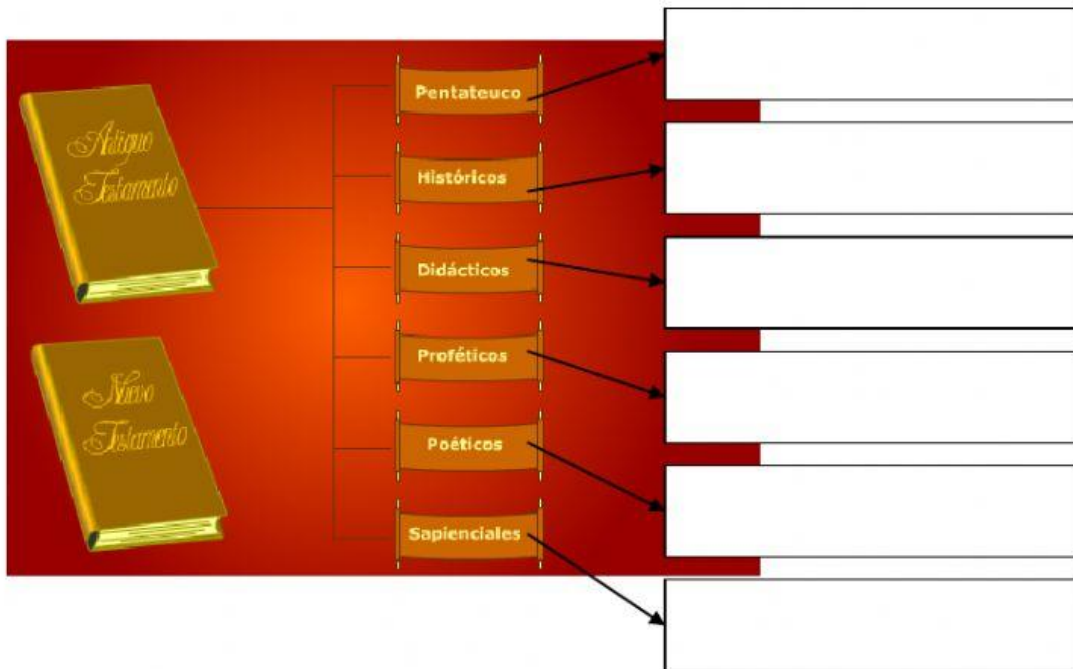 Antiguo
Testamento
Nuevo
Testamento
Pentateuco
Históricos
Didácticos
Proféticos
Poéticos
Sapienciales